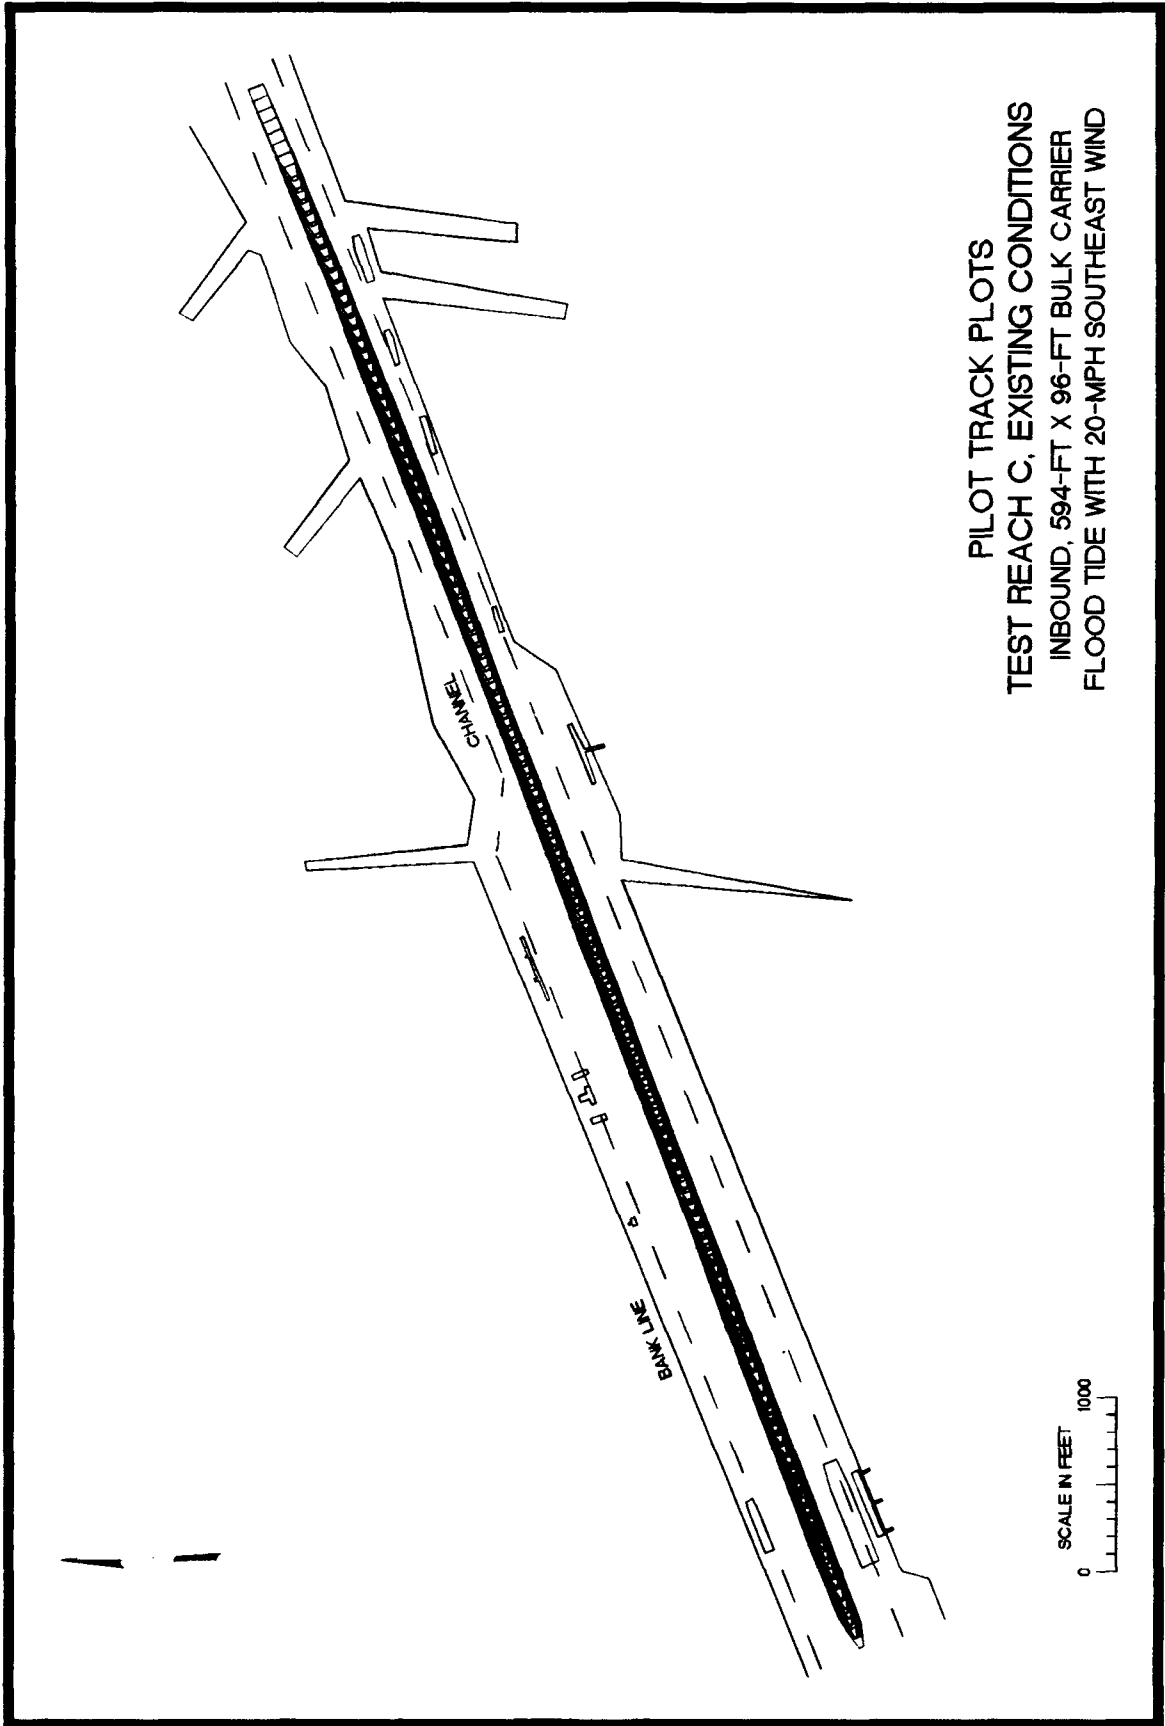 PILOT TRACK PLOTS
TEST REACH C, EXISTING CONDITIONS
INBOUND, 594-FT X 96-FT BULK CARRIER
FLOOD TIDE WITH 20-MPH SOUTHEAST WIND
CHANNEL
BANK LINE
SCALE IN FEET
0 1000